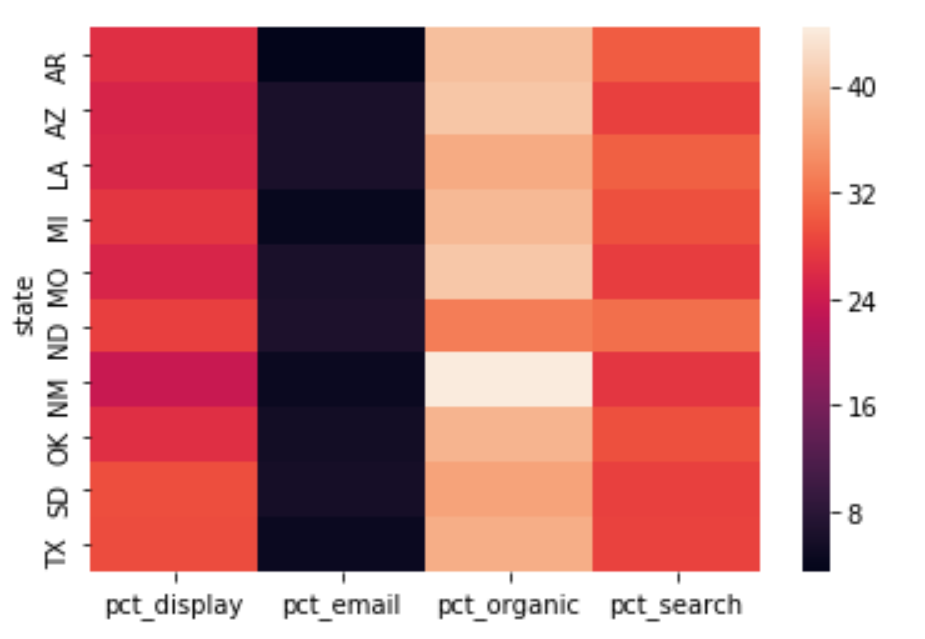 state
AR
AZ
LA
MI
MO
ND
NM
OK
SD
TX
pct_display pct_email pct_organic pct_search
40
32
24
16
8